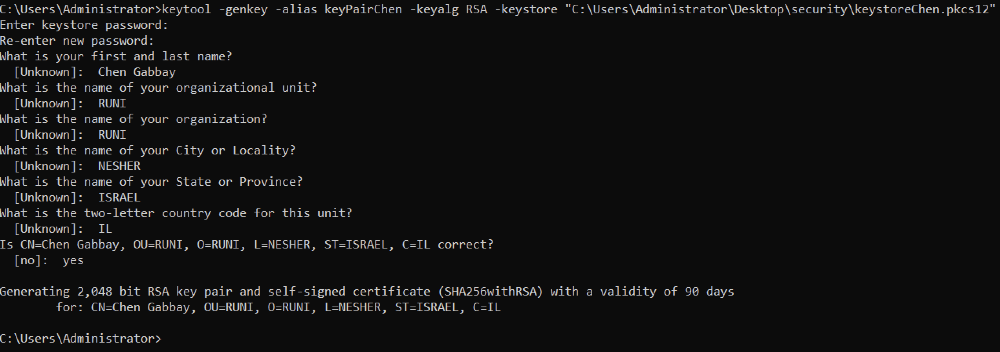 C:\Users\Administrator>keytool -genkey -alias keyPairChen -keyalg RSA -keystore "C:\Users\Administrator\Desktop\security\keystoreChen.pkcs12"
Enter keystore password:
Re-enter new password:
What is your first and last name?
  [Unknown]:  Chen Gabbay
What is the name of your organizational unit?
  [Unknown]:  RUNI
What is the name of your organization?
  [Unknown]:  RUNI
What is the name of your City or Locality?
  [Unknown]:  NESHER
What is the name of your State or Province?
  [Unknown]:  ISRAEL
What is the two-letter country code for this unit?
  [Unknown]:  IL
Is CN=Chen Gabbay, OU=RUNI, O=RUNI, L=NESHER, ST=ISRAEL, C=IL correct?
  [no]:  yes
Generating 2,048 bit RSA key pair and self-signed certificate (SHA256withRSA) with a validity of 90 days
        for: CN=Chen Gabbay, OU=RUNI, O=RUNI, L=NESHER, ST=ISRAEL, C=IL
C:\Users\Administrator>